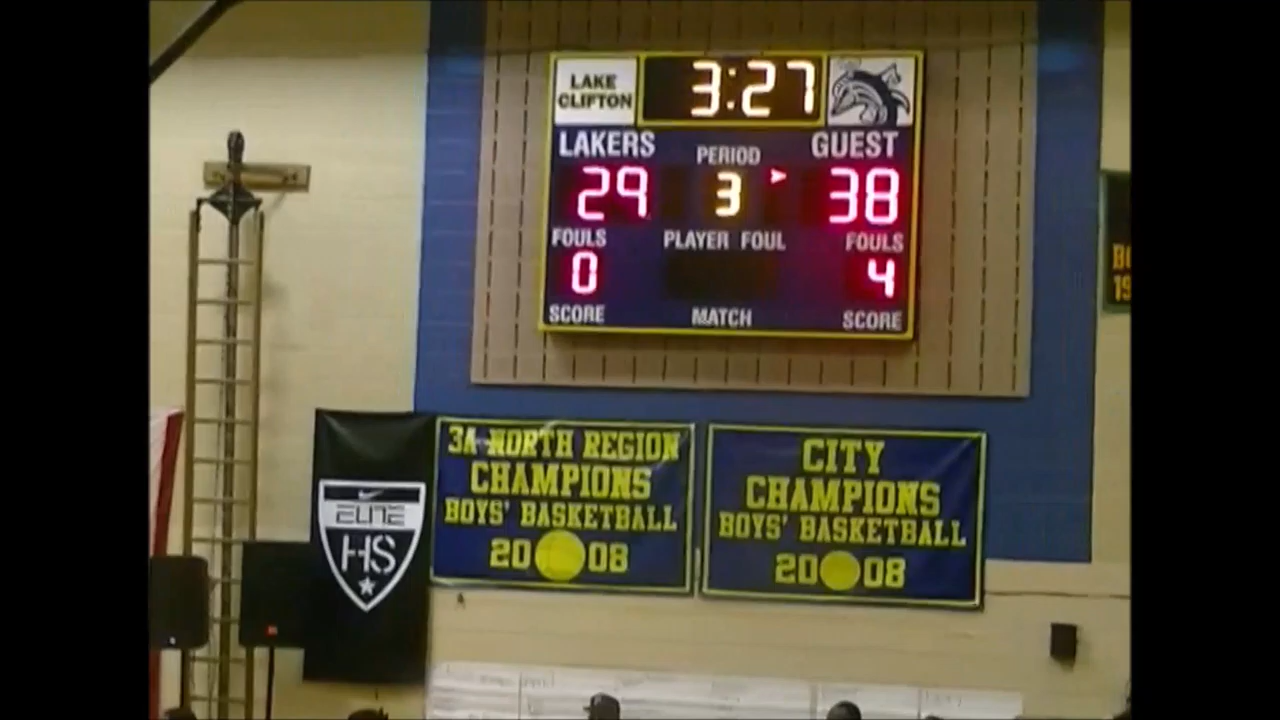 LAKE
CLIFTON
3:27
LAKERS
PERIOD
GUEST
29
3
38
FOULS
PLAYER FOUL
FOULS
0
4
SCORE
MATCH
SCORE
ELITE
HS
3A NORTH REGION
CHAMPIONS
BOYS' BASKETBALL
2008
CITY
CHAMPIONS
BOYS' BASKETBALL
2008